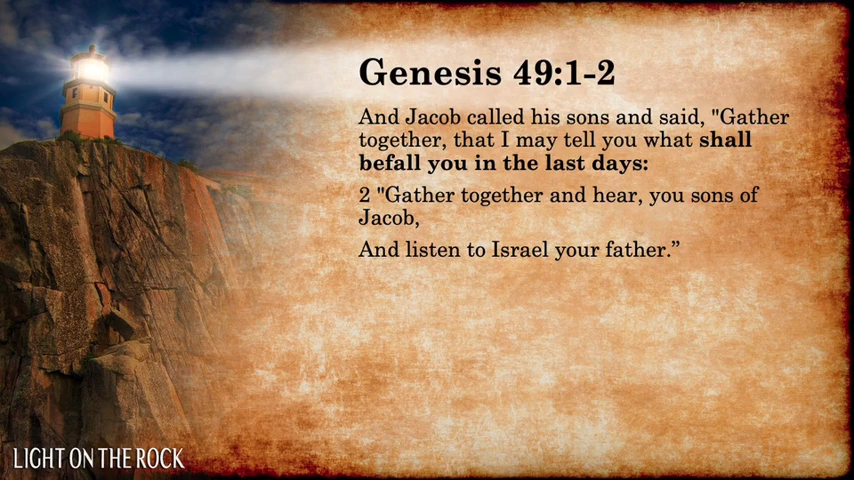 Genesis 49:1-2
And Jacob called his sons and said, "Gather
together, that I may tell you what shall
befall you in the last days:
2 "Gather together and hear, you sons of
Jacob,
And listen to Israel your father.”
LIGHT ON THE ROCK